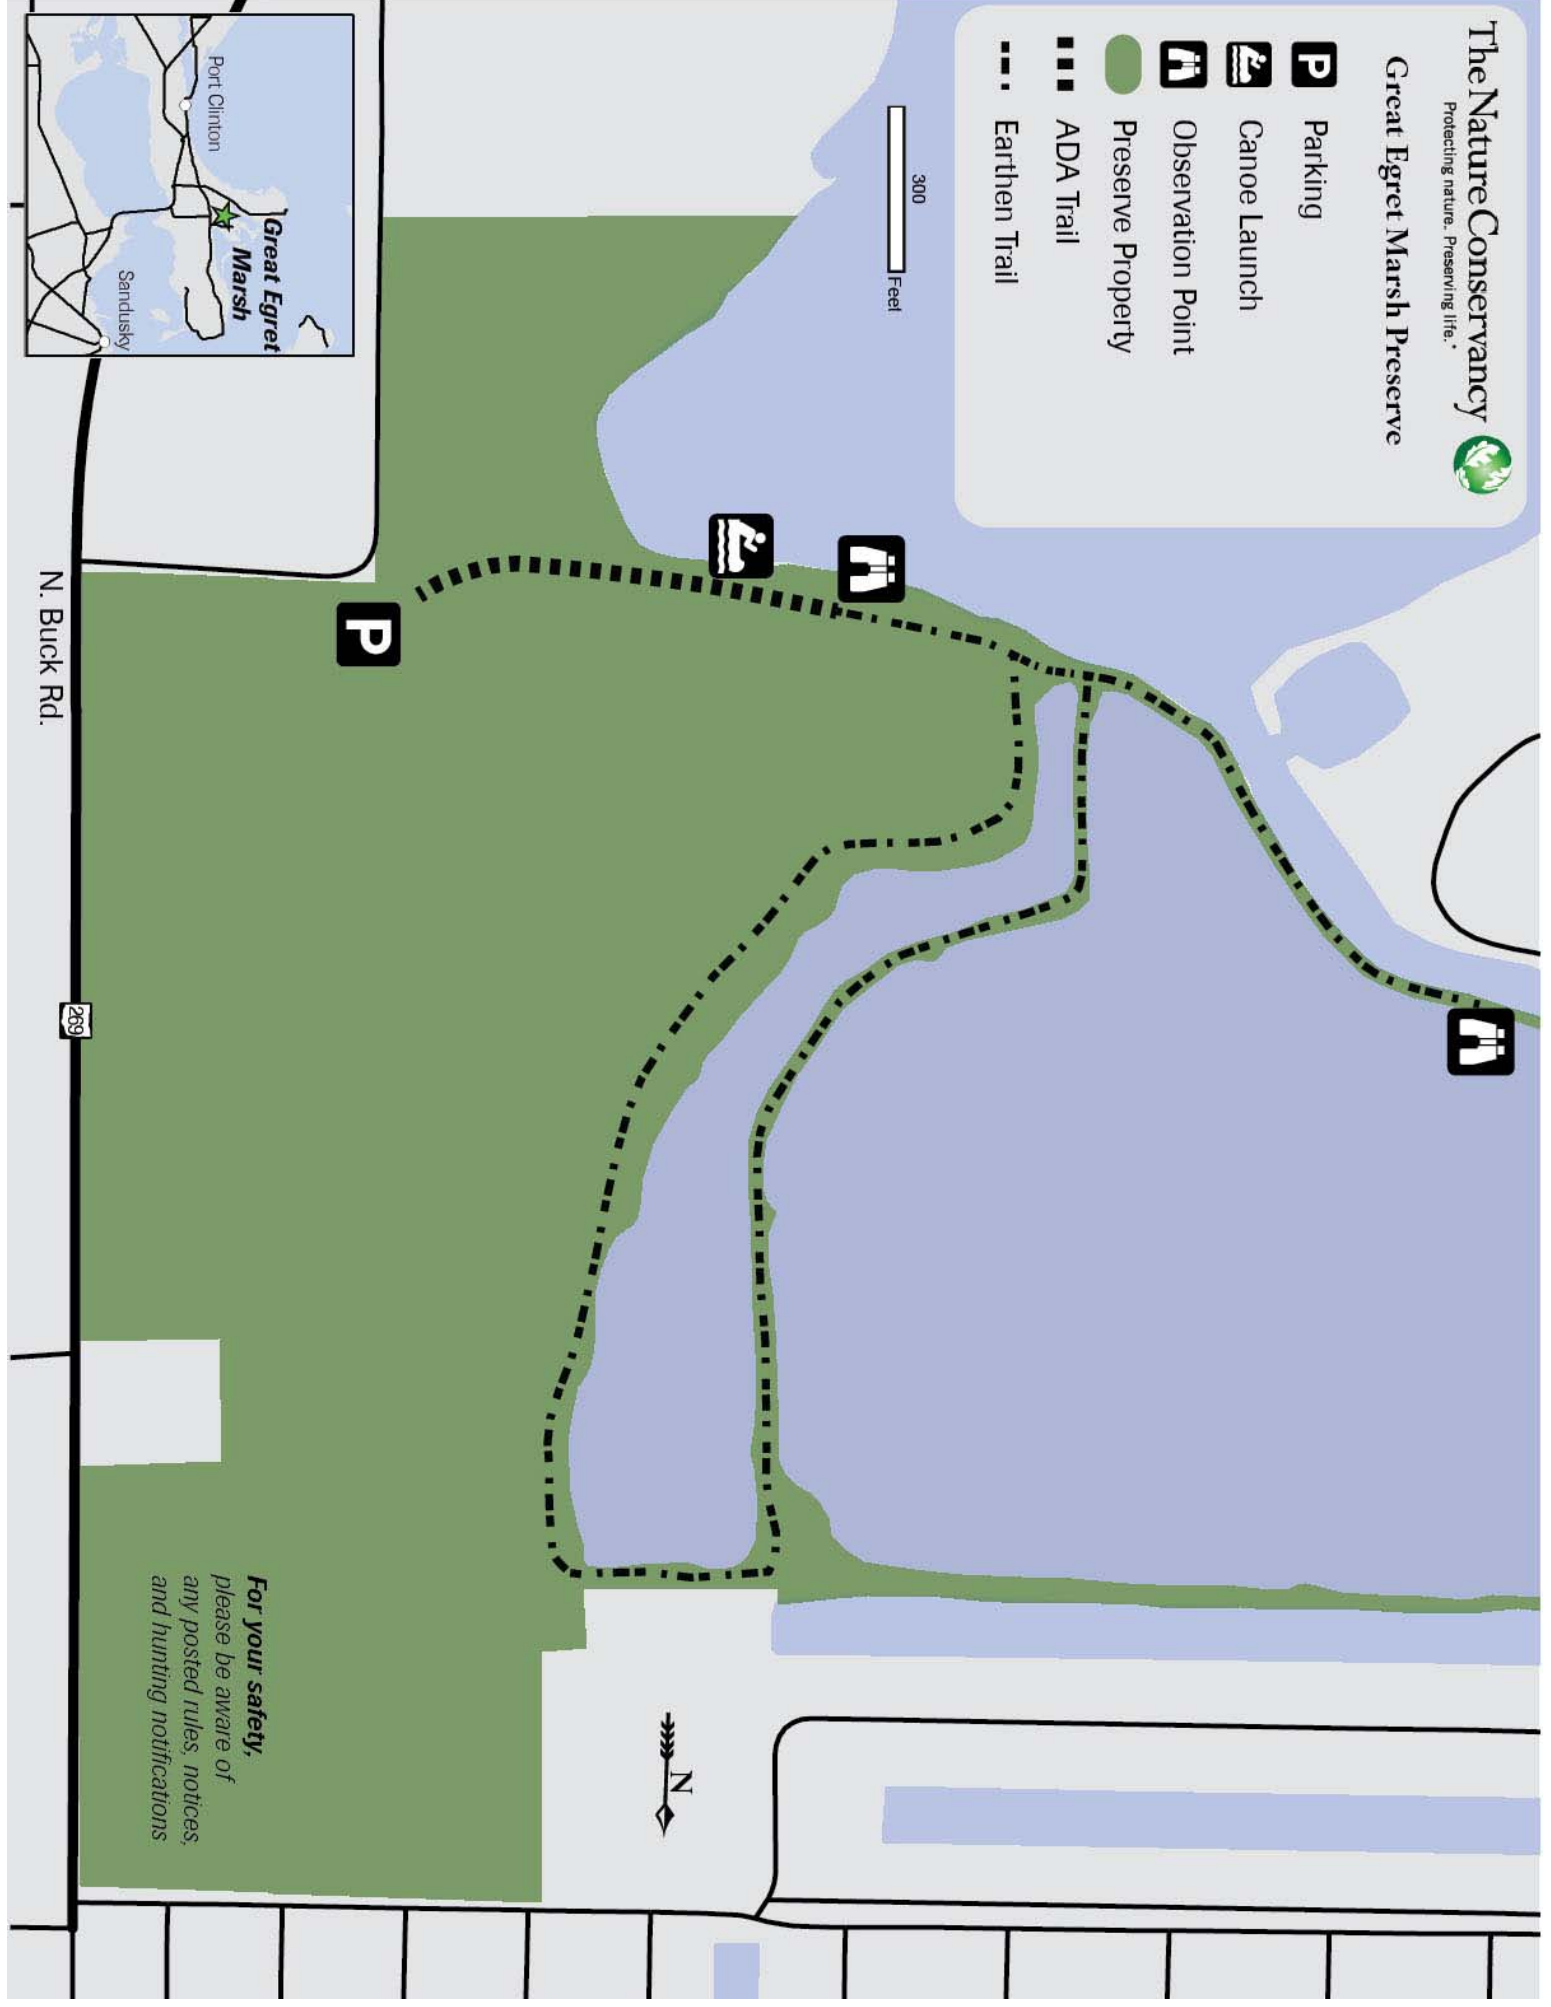 The Nature Conservancy
Protecting nature. Preserving life.
Great Egret Marsh Preserve
P Parking
Canoe Launch
Observation Point
Preserve Property
ADA Trail
Earthen Trail
300
Feet
Port Clinton
Great Egret
Marsh
Sandusky
P
N. Buck Rd.
269
N
For your safety,
please be aware of
any posted rules, notices,
and hunting notifications